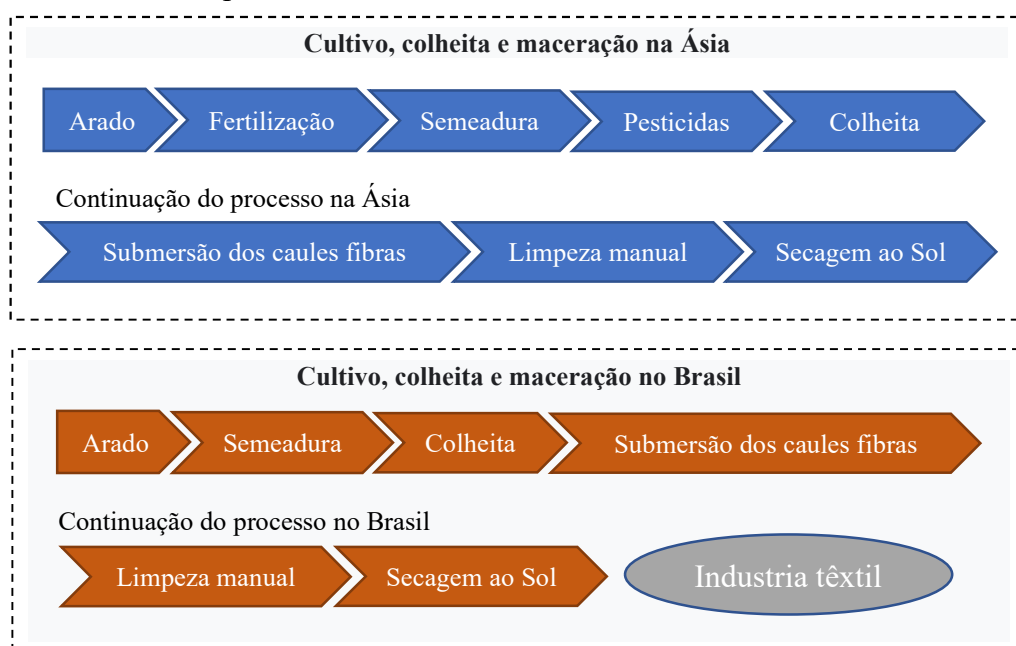 Cultivo, colheita e maceração na Ásia
Arado Fertilização Semeadura Pesticidas Colheita
Continuação do processo na Ásia
Submersão dos caules fibras Limpeza manual Secagem ao Sol
Cultivo, colheita e maceração no Brasil
Arado Semeadura Colheita Submersão dos caules fibras
Continuação do processo no Brasil
Limpeza manual Secagem ao Sol Industria têxtil